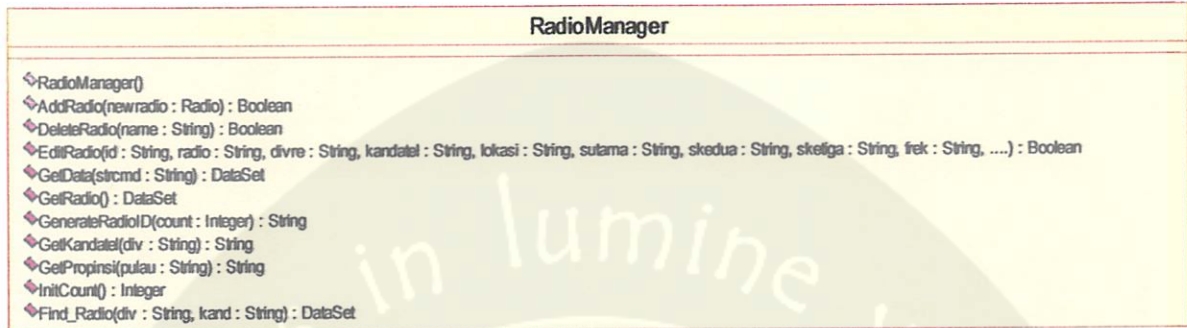 RadioManager
RadioManager()
AddRadio(newradio : Radio) : Boolean
DeleteRadio(name : String) : Boolean
EditRadio(id : String, radio : String, divre : String, kandatel : String, lokasi : String, sutama : String, skedua : String, sketiga : String, frek : String, ....) : Boolean
GetData(strcmd : String) : DataSet
GetRadio() : DataSet
GenerateRadioID(count : Integer) : String
GetKandatel(div : String) : String
GetPropinsi(pulau : String) : String
InitCount() : Integer
Find_Radio(div : String, kand : String) : DataSet
in lumine